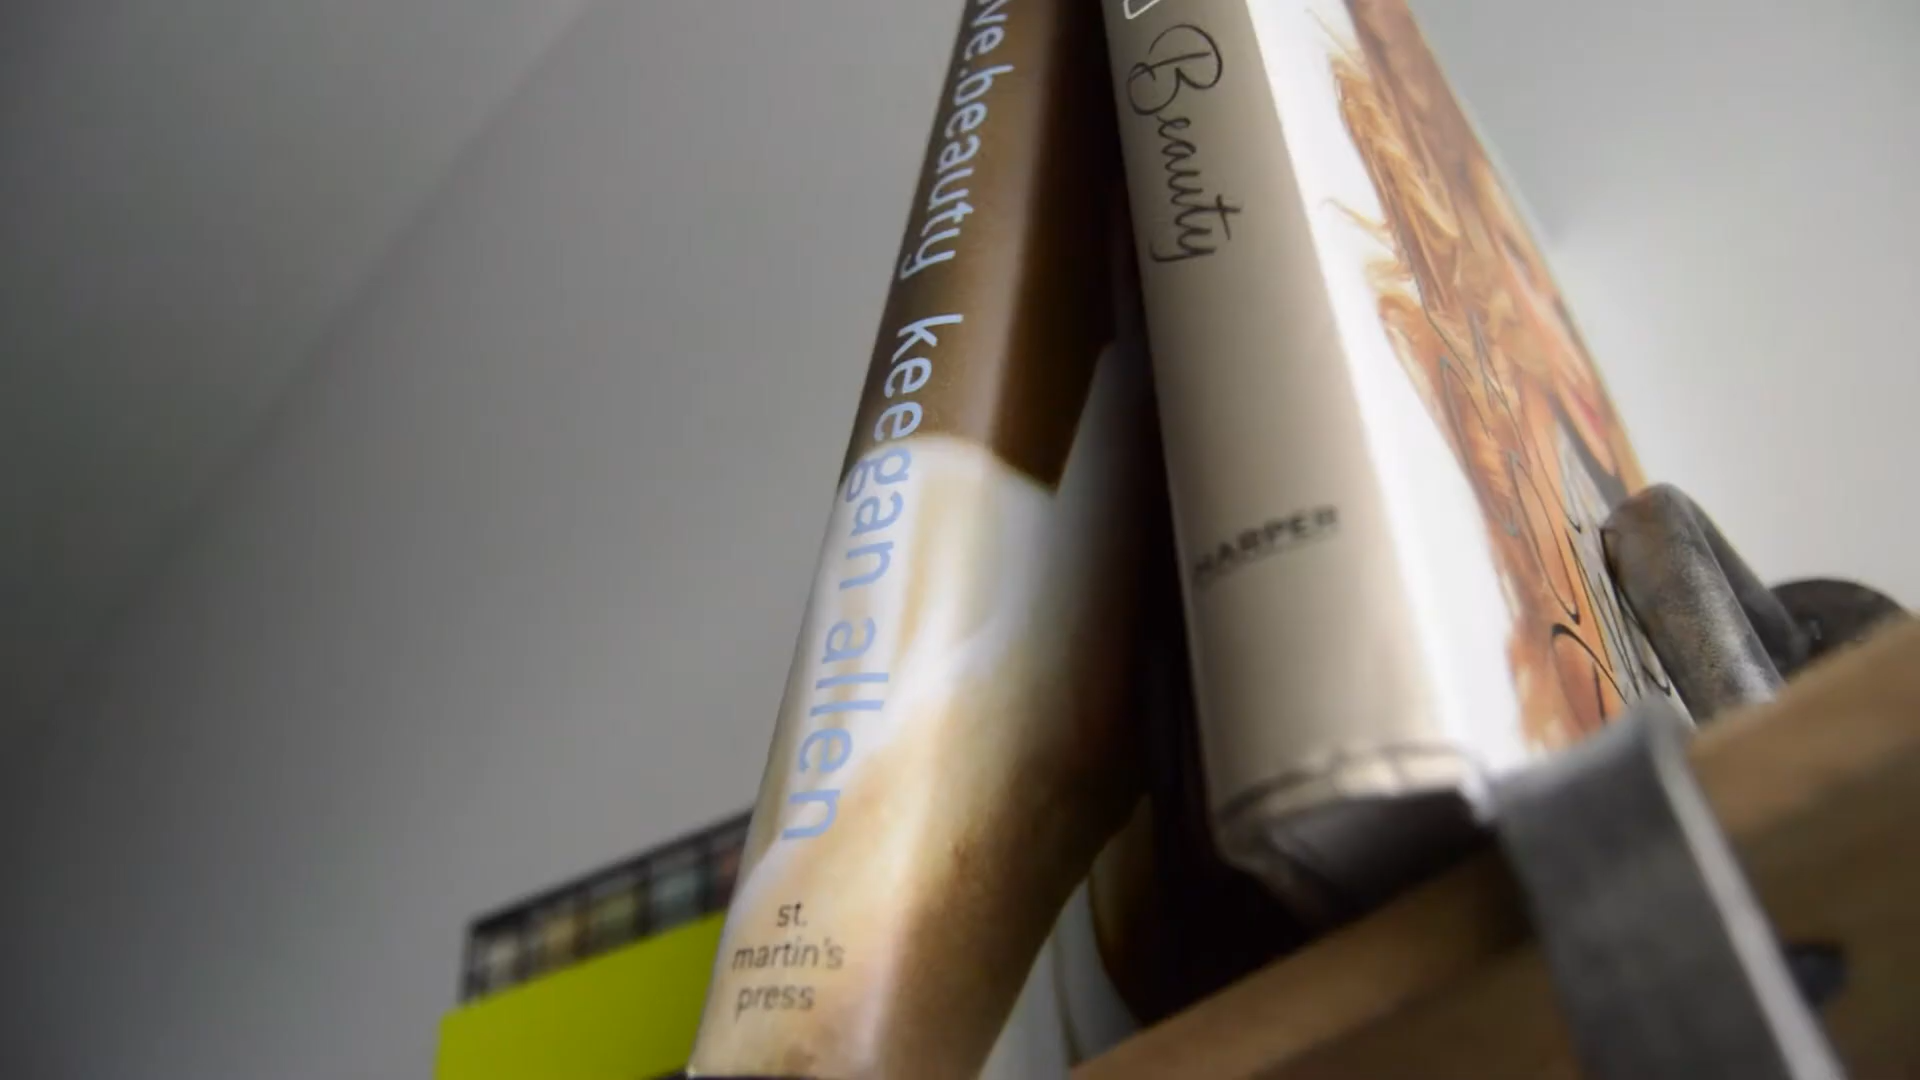 ve.beauty keegan allen
st.
martin's
press
Beauty
HARPER